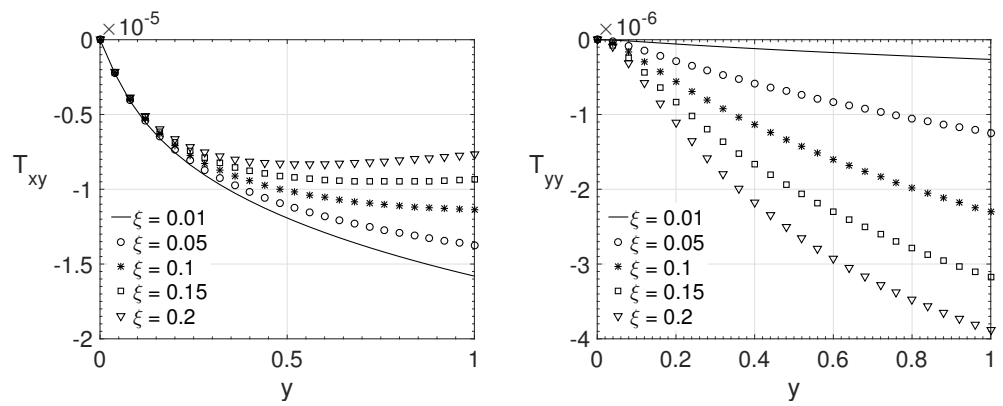 ×10⁻⁵
0
-0.5
-1
-1.5
-2
T_xy
0
0.5
1
y
ξ = 0.01
ξ = 0.05
ξ = 0.1
ξ = 0.15
ξ = 0.2
×10⁻⁶
0
-1
-2
-3
-4
T_yy
0
0.2
0.4
0.6
0.8
1
y
ξ = 0.01
ξ = 0.05
ξ = 0.1
ξ = 0.15
ξ = 0.2